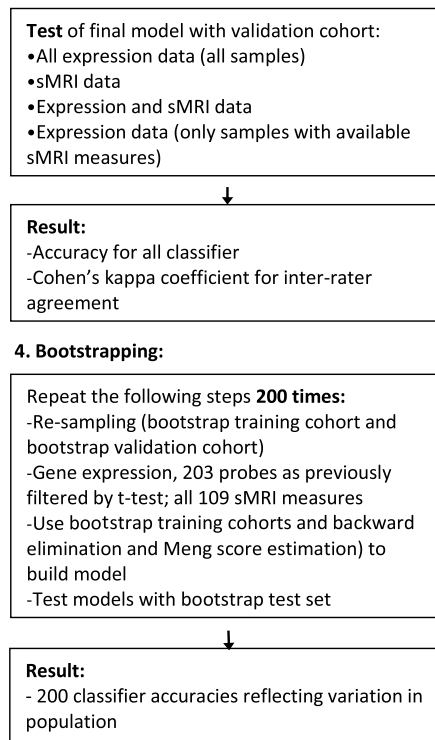 Test of final model with validation cohort:
•All expression data (all samples)
•sMRI data
•Expression and sMRI data
•Expression data (only samples with available
sMRI measures)
Result:
-Accuracy for all classifier
-Cohen's kappa coefficient for inter-rater
agreement
4. Bootstrapping:
Repeat the following steps 200 times:
-Re-sampling (bootstrap training cohort and
bootstrap validation cohort)
-Gene expression, 203 probes as previously
filtered by t-test; all 109 sMRI measures
-Use bootstrap training cohorts and backward
elimination and Meng score estimation) to
build model
-Test models with bootstrap test set
Result:
- 200 classifier accuracies reflecting variation in
population